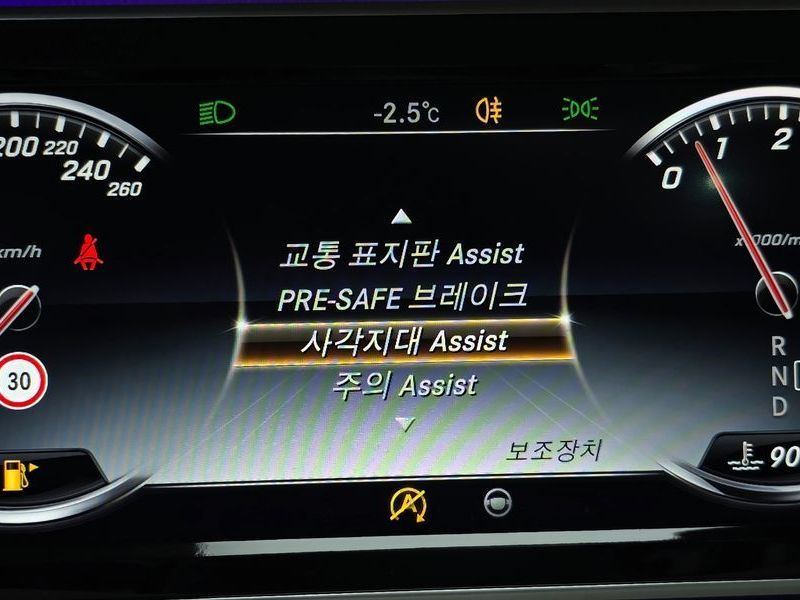 -2.5℃
200 220
240
260
0 1 2
km/h
x1000/m
교통 표지판 Assist
PRE-SAFE 브레이크
사각지대 Assist
주의 Assist
보조장치
30
R
N
D
90
A